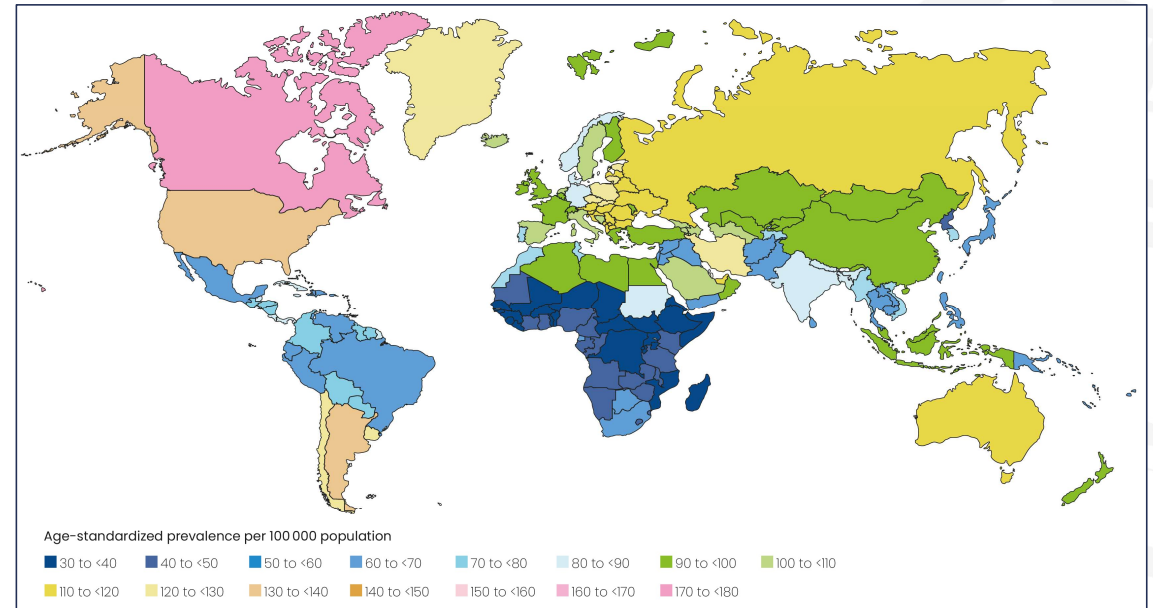 Age-standardized prevalence per 100 000 population
30 to <40 40 to <50 50 to <60 60 to <70 70 to <80 80 to <90 90 to <100 100 to <110
110 to <120 120 to <130 130 to <140 140 to <150 150 to <160 160 to <170 170 to <180